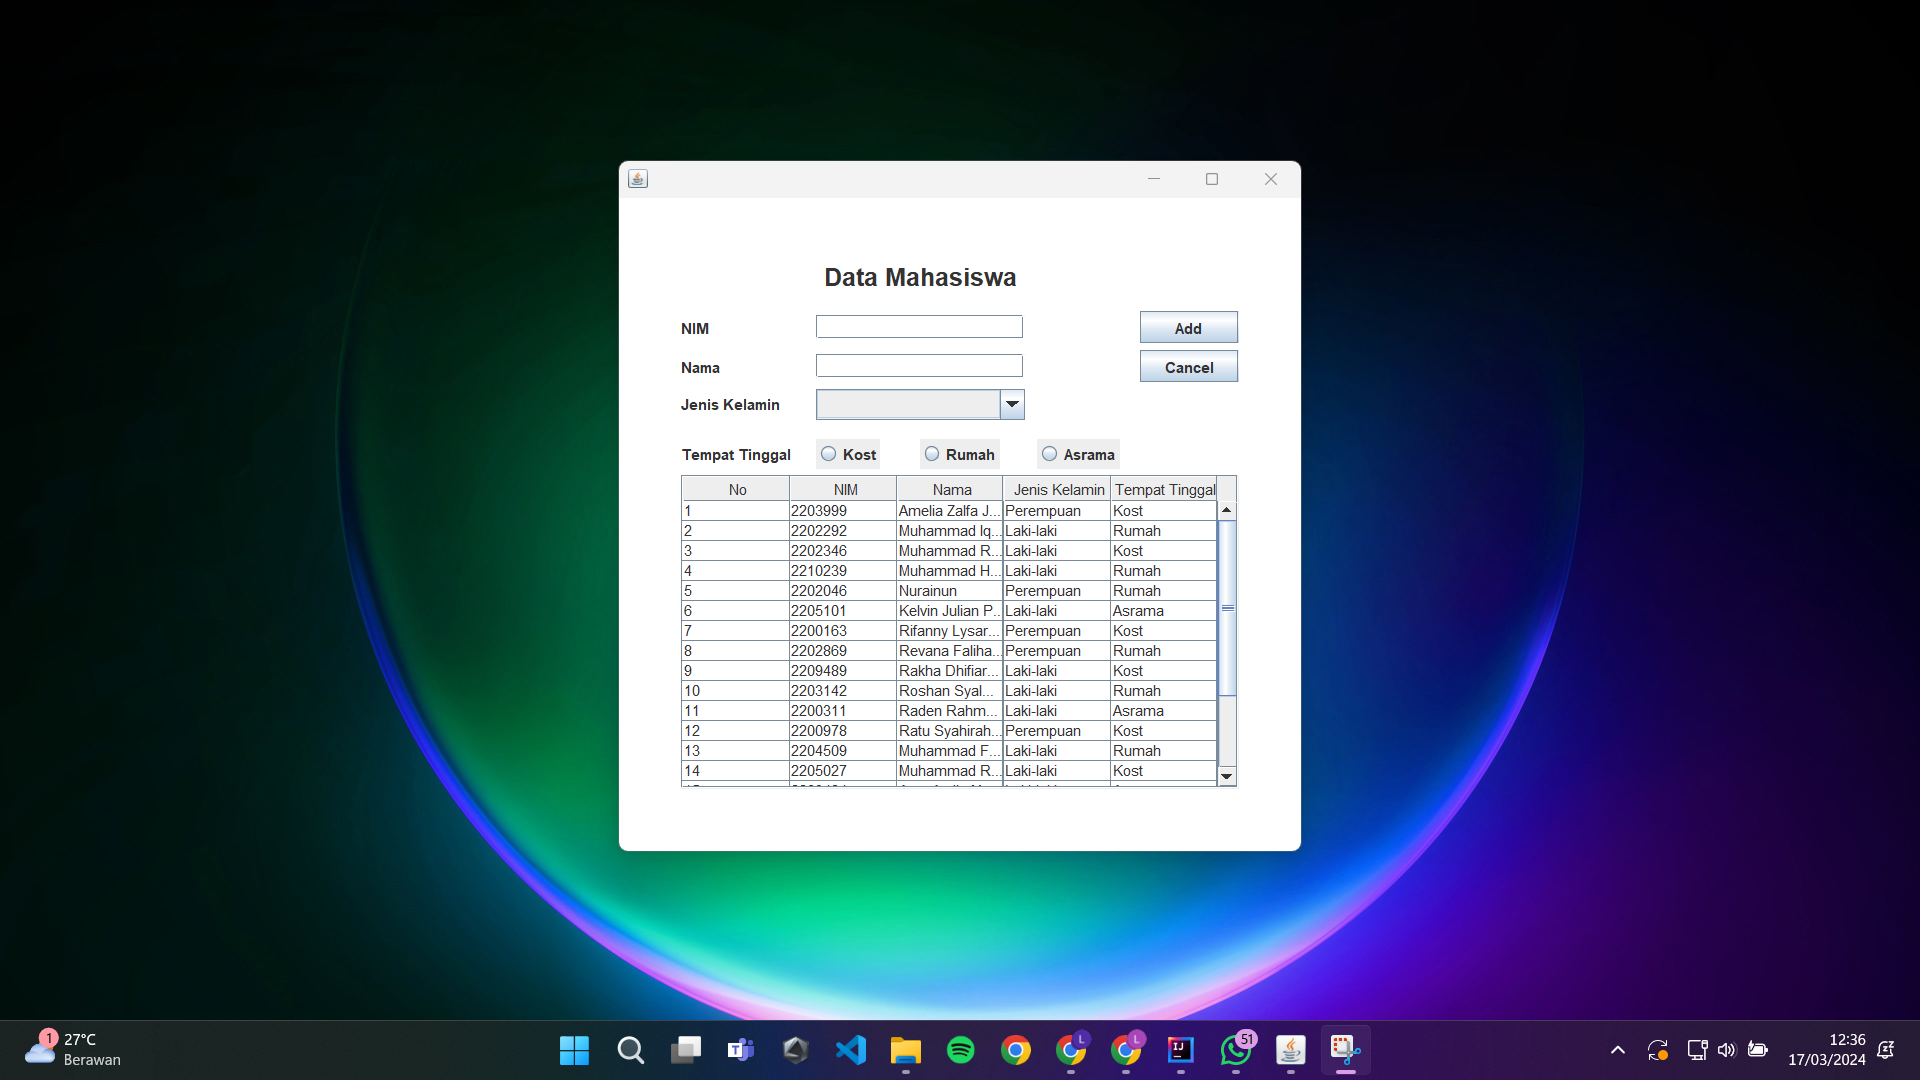 Data Mahasiswa
NIM
Add
Nama
Cancel
Jenis Kelamin
Tempat Tinggal Kost Rumah Asrama
No NIM Nama Jenis Kelamin Tempat Tinggal
1 2203999 Amelia Zalfa J... Perempuan Kost
2 2202292 Muhammad Iq... Laki-laki Rumah
3 2202346 Muhammad R... Laki-laki Kost
4 2210239 Muhammad H... Laki-laki Rumah
5 2202046 Nurainun Perempuan Rumah
6 2205101 Kelvin Julian P... Laki-laki Asrama
7 2200163 Rifanny Lysar... Perempuan Kost
8 2202869 Revana Faliha... Perempuan Rumah
9 2209489 Rakha Dhifiar... Laki-laki Kost
10 2203142 Roshan Syal... Laki-laki Rumah
11 2200311 Raden Rahm... Laki-laki Asrama
12 2200978 Ratu Syahirah... Perempuan Kost
13 2204509 Muhammad F... Laki-laki Rumah
14 2205027 Muhammad R... Laki-laki Kost
1 27°C
Berawan
L
L
IJ
51
12:36
17/03/2024